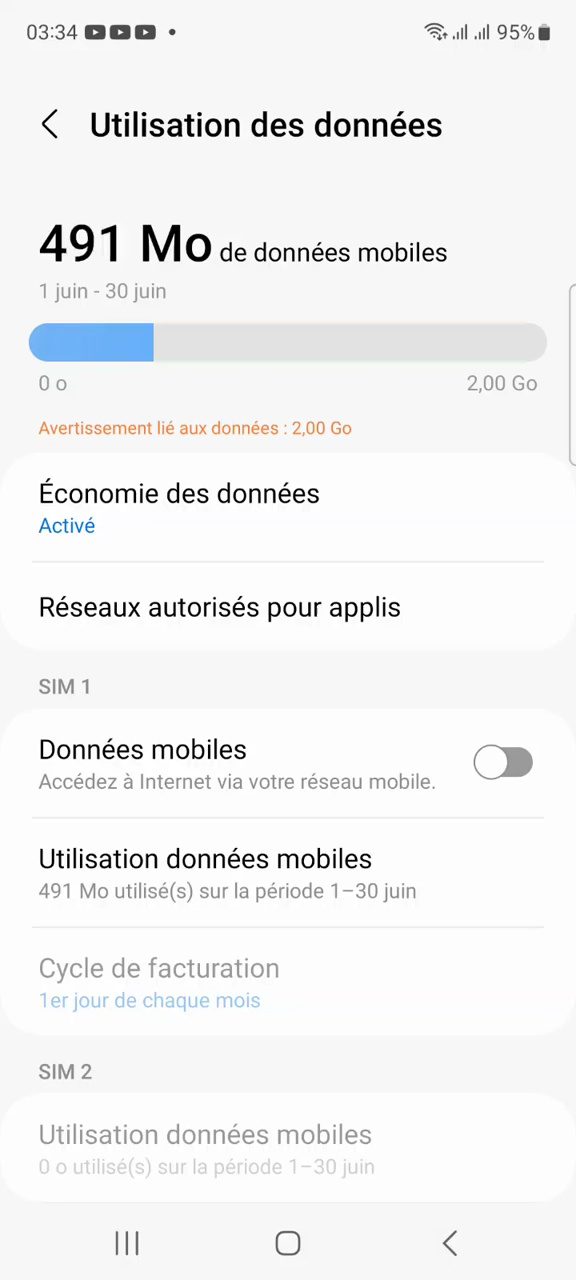 03:34
95%
Utilisation des données
491 Mo de données mobiles
1 juin - 30 juin
0 o
2,00 Go
Avertissement lié aux données : 2,00 Go
Économie des données
Activé
Réseaux autorisés pour applis
SIM 1
Données mobiles
Accédez à Internet via votre réseau mobile.
Utilisation données mobiles
491 Mo utilisé(s) sur la période 1–30 juin
Cycle de facturation
1er jour de chaque mois
SIM 2
Utilisation données mobiles
0 o utilisé(s) sur la période 1–30 juin